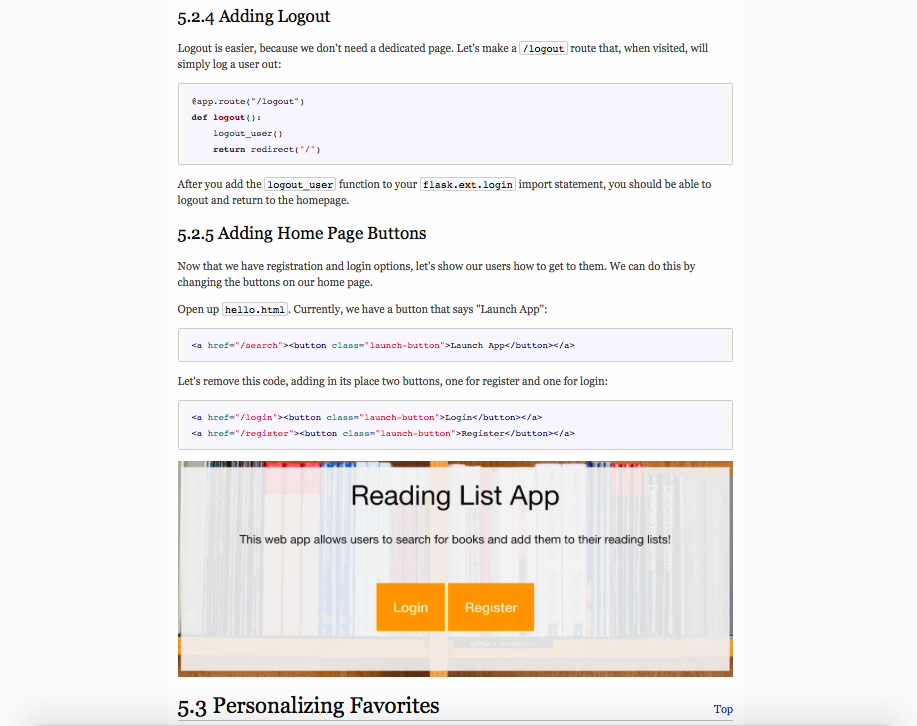 5.2.4 Adding Logout
Logout is easier, because we don't need a dedicated page. Let's make a /logout route that, when visited, will
simply log a user out:
@app.route("/logout")
def logout():
    logout_user()
    return redirect("/")
After you add the logout_user function to your flask.ext.login import statement, you should be able to
logout and return to the homepage.
5.2.5 Adding Home Page Buttons
Now that we have registration and login options, let's show our users how to get to them. We can do this by
changing the buttons on our home page.
Open up hello.html. Currently, we have a button that says "Launch App":
<a href="/search"><button class="launch-button">Launch App</button></a>
Let's remove this code, adding in its place two buttons, one for register and one for login:
<a href="/login"><button class="launch-button">Login</button></a>
<a href="/register"><button class="launch-button">Register</button></a>
Reading List App
This web app allows users to search for books and add them to their reading lists!
Login Register
5.3 Personalizing Favorites Top